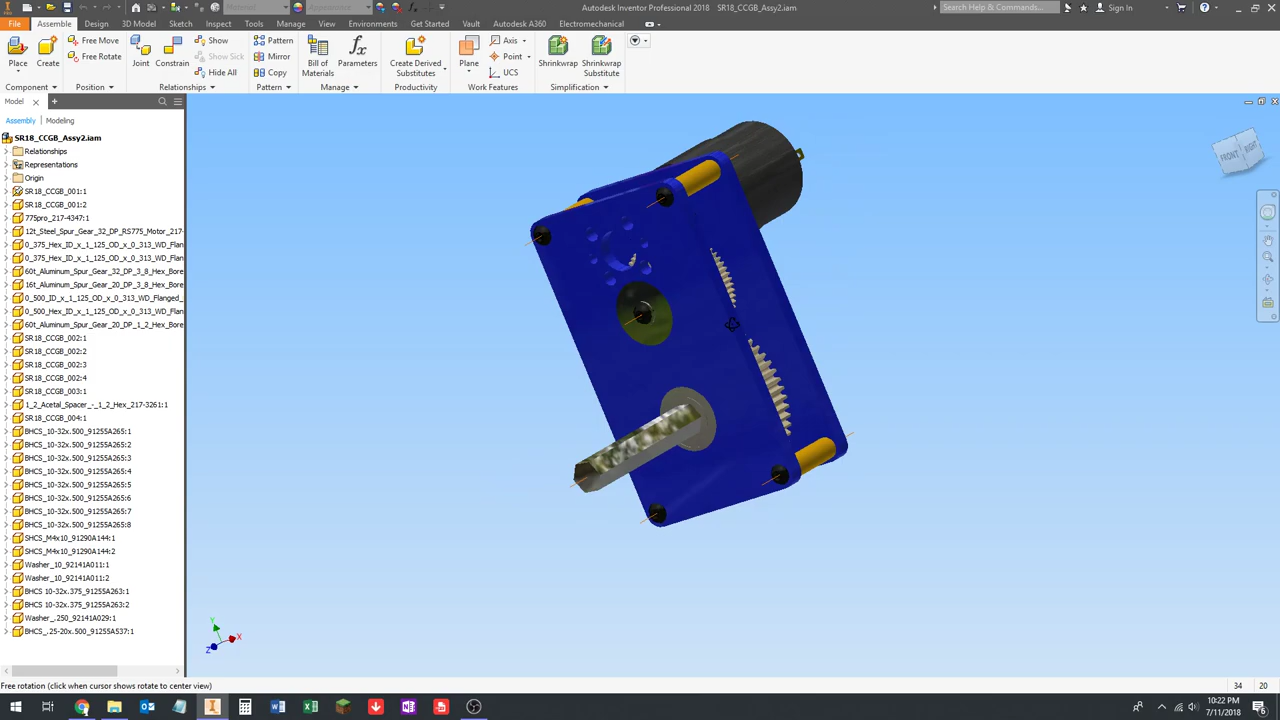 Normal
Appearance
Autodesk Inventor Professional 2018 SR18_CCGB_Assy2.iam
Search Help & Commands...
Sign In
File Assemble Design 3D Model Sketch Inspect Tools Manage View Environments Get Started Vault Autodesk A360 Electromechanical
Place
Create
Free Move
Free Rotate
Joint
Constrain
Show
Show Sick
Hide All
Pattern
Mirror
Copy
Bill of
Materials
Parameters
Create Derived
Substitutes
Plane
Axis
Point
UCS
Shrinkwrap
Shrinkwrap
Substitute
Component Position Relationships Pattern Manage Productivity Work Features Simplification
Model
Assembly Modeling
SR18_CCGB_Assy2.iam
Relationships
Representations
Origin
SR18_CCGB_001:1
SR18_CCGB_001:2
775pro_217-4347:1
12t_Steel_Spur_Gear_32_DP_RS775_Motor_217-
0_375_Hex_ID_x_1_125_OD_x_0_313_WD_Flan
0_375_Hex_ID_x_1_125_OD_x_0_313_WD_Flan
60t_Aluminum_Spur_Gear_32_DP_3_8_Hex_Bore
16t_Aluminum_Spur_Gear_20_DP_3_8_Hex_Bore
0_500_ID_x_1_125_OD_x_0_313_WD_Flanged_
0_500_Hex_ID_x_1_125_OD_x_0_313_WD_Flan
60t_Aluminum_Spur_Gear_20_DP_1_2_Hex_Bore
SR18_CCGB_002:1
SR18_CCGB_002:2
SR18_CCGB_002:3
SR18_CCGB_002:4
SR18_CCGB_003:1
1_2_Acetal_Spacer_-_1_2_Hex_217-3261:1
SR18_CCGB_004:1
BHCS_10-32x.500_91255A265:1
BHCS_10-32x.500_91255A265:2
BHCS_10-32x.500_91255A265:3
BHCS_10-32x.500_91255A265:4
BHCS_10-32x.500_91255A265:5
BHCS_10-32x.500_91255A265:6
BHCS_10-32x.500_91255A265:7
BHCS_10-32x.500_91255A265:8
SHCS_M4x10_91290A144:1
SHCS_M4x10_91290A144:2
Washer_10_92141A011:1
Washer_10_92141A011:2
BHCS 10-32x.375_91255A263:1
BHCS 10-32x.375_91255A263:2
Washer_.250_92141A029:1
BHCS_.25-20x.500_91255A537:1
FRONT RIGHT
Y
X
Z
Free rotation (click when cursor shows rotate to center view)
34 20
10:22 PM
7/11/2018
6